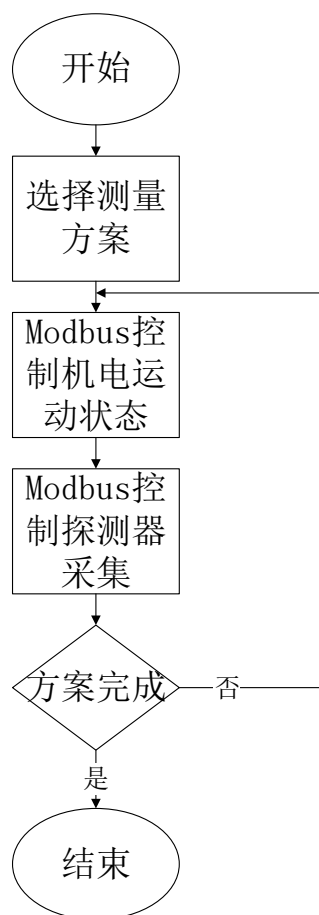 开始
选择测量
方案
Modbus控
制机电运
动状态
Modbus控
制探测器
采集
方案完成
否
是
结束